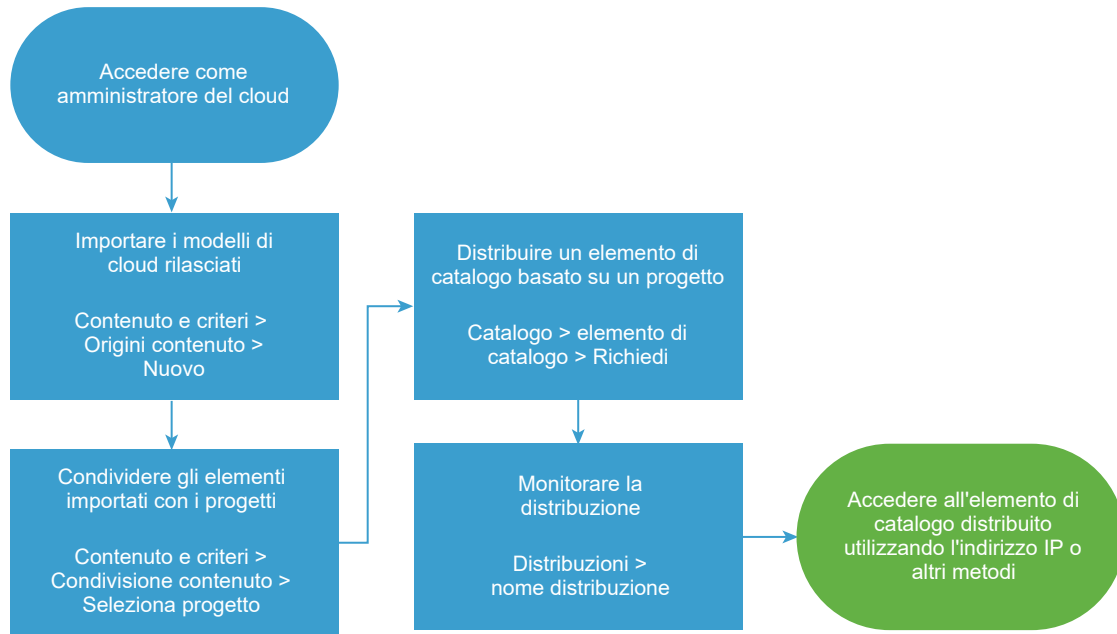 Accedere come
amministratore del cloud
Importare i modelli di
cloud rilasciati
Contenuto e criteri >
Origini contenuto >
Nuovo
Condividere gli elementi
importati con i progetti
Contenuto e criteri >
Condivisione contenuto >
Seleziona progetto
Distribuire un elemento di
catalogo basato su un progetto
Catalogo > elemento di
catalogo > Richiedi
Monitorare la
distribuzione
Distribuzioni >
nome distribuzione
Accedere all'elemento di
catalogo distribuito
utilizzando l'indirizzo IP o
altri metodi